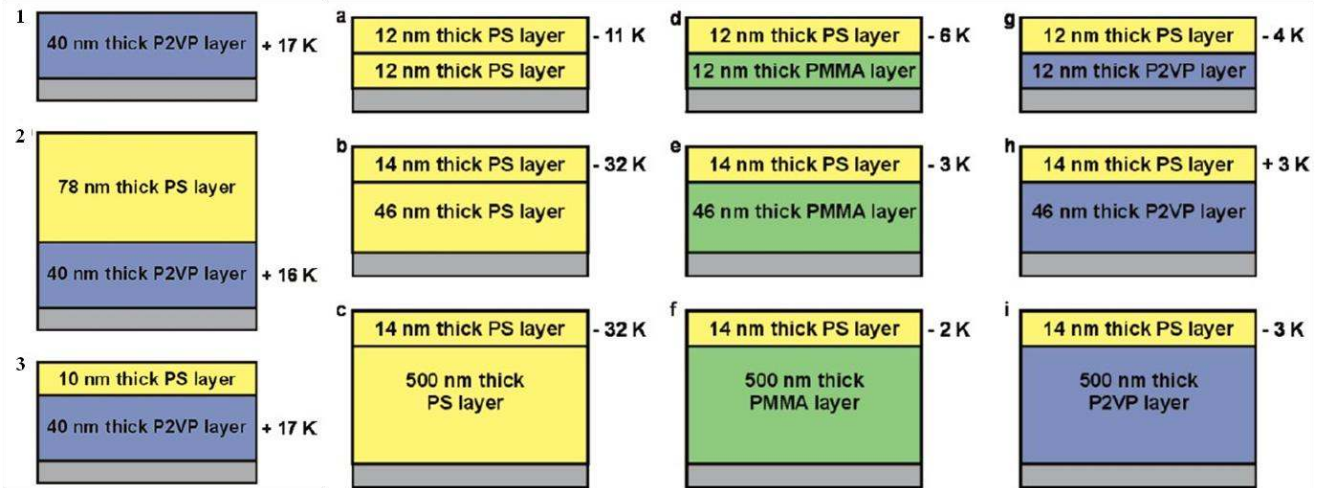 1
40 nm thick P2VP layer
+ 17 K
2
78 nm thick PS layer
40 nm thick P2VP layer
+ 16 K
3
10 nm thick PS layer
40 nm thick P2VP layer
+ 17 K
a
12 nm thick PS layer
- 11 K
12 nm thick PS layer
b
14 nm thick PS layer
- 32 K
46 nm thick PS layer
c
14 nm thick PS layer
- 32 K
500 nm thick
PS layer
d
12 nm thick PS layer
- 6 K
12 nm thick PMMA layer
e
14 nm thick PS layer
- 3 K
46 nm thick PMMA layer
f
14 nm thick PS layer
- 2 K
500 nm thick
PMMA layer
g
12 nm thick PS layer
- 4 K
12 nm thick P2VP layer
h
14 nm thick PS layer
+ 3 K
46 nm thick P2VP layer
i
14 nm thick PS layer
- 3 K
500 nm thick
P2VP layer